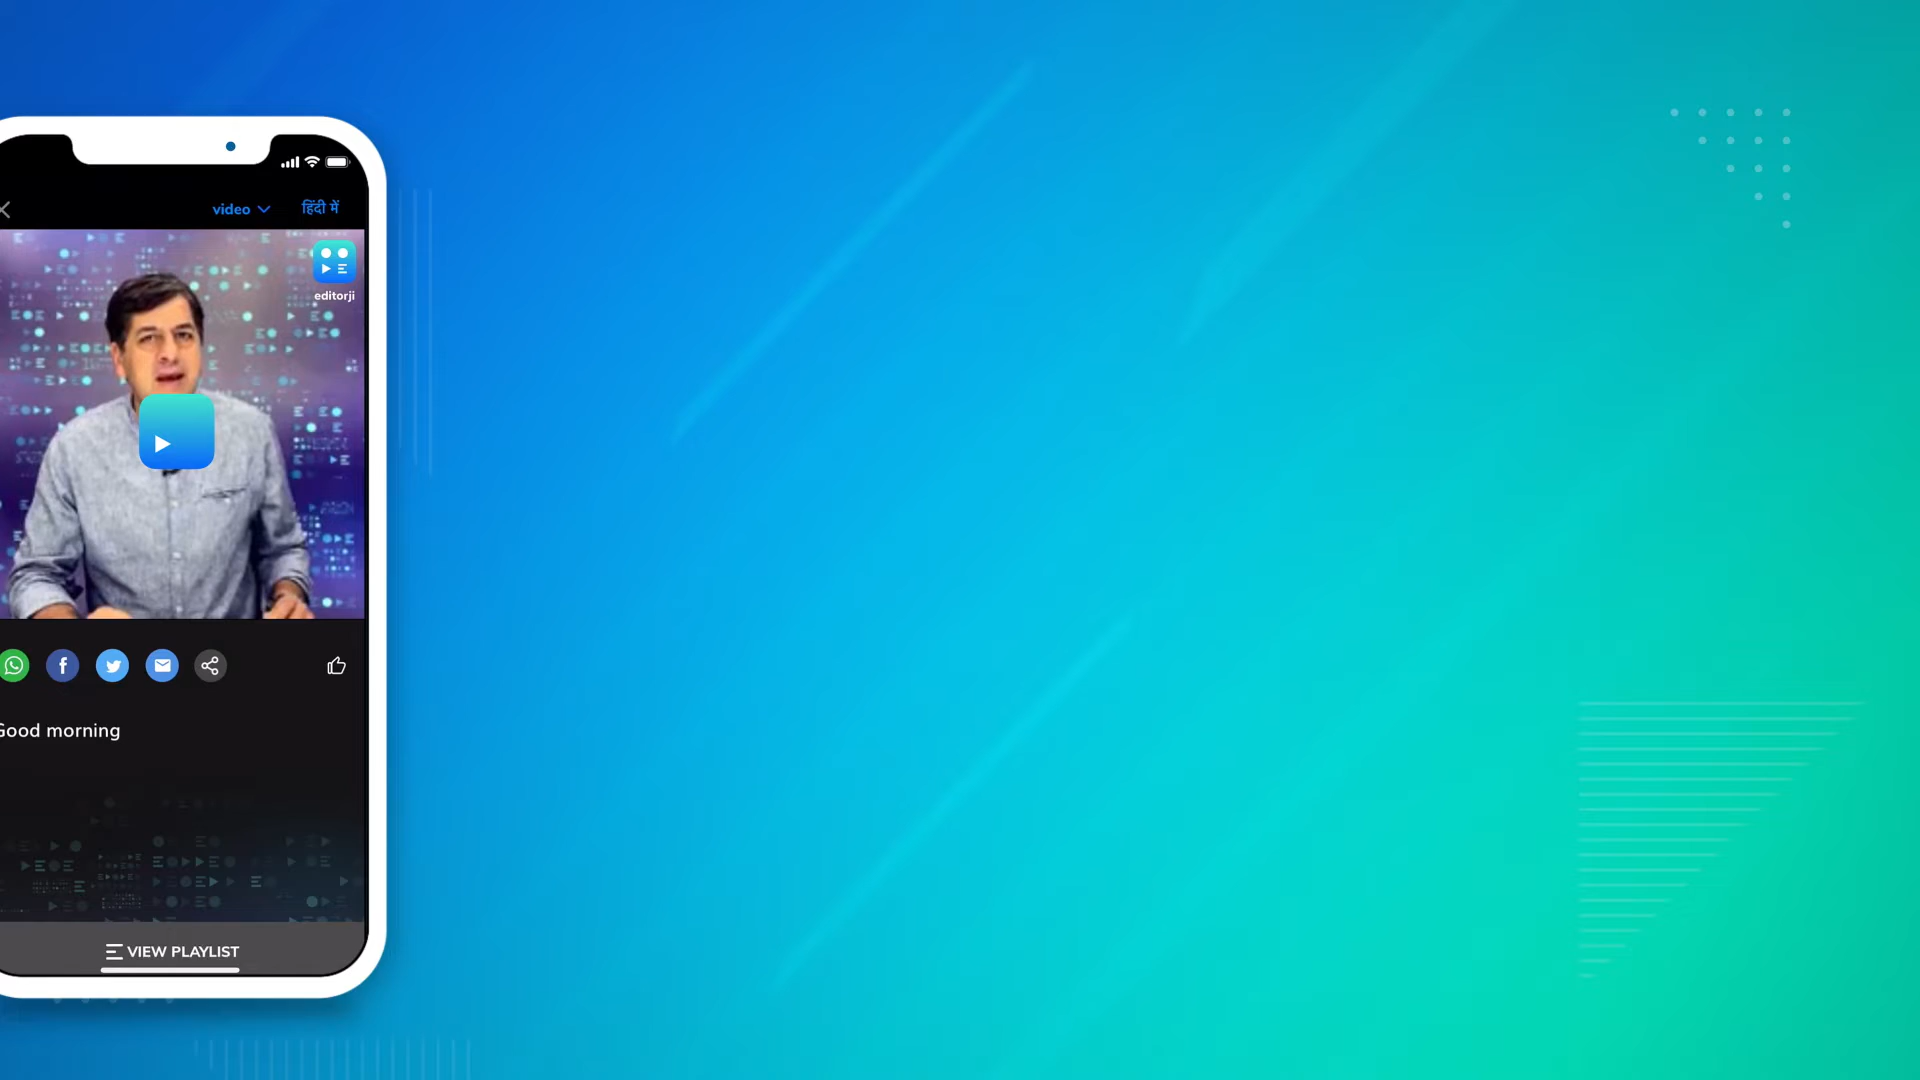 video
हिंदी में
editorji
Good morning
VIEW PLAYLIST